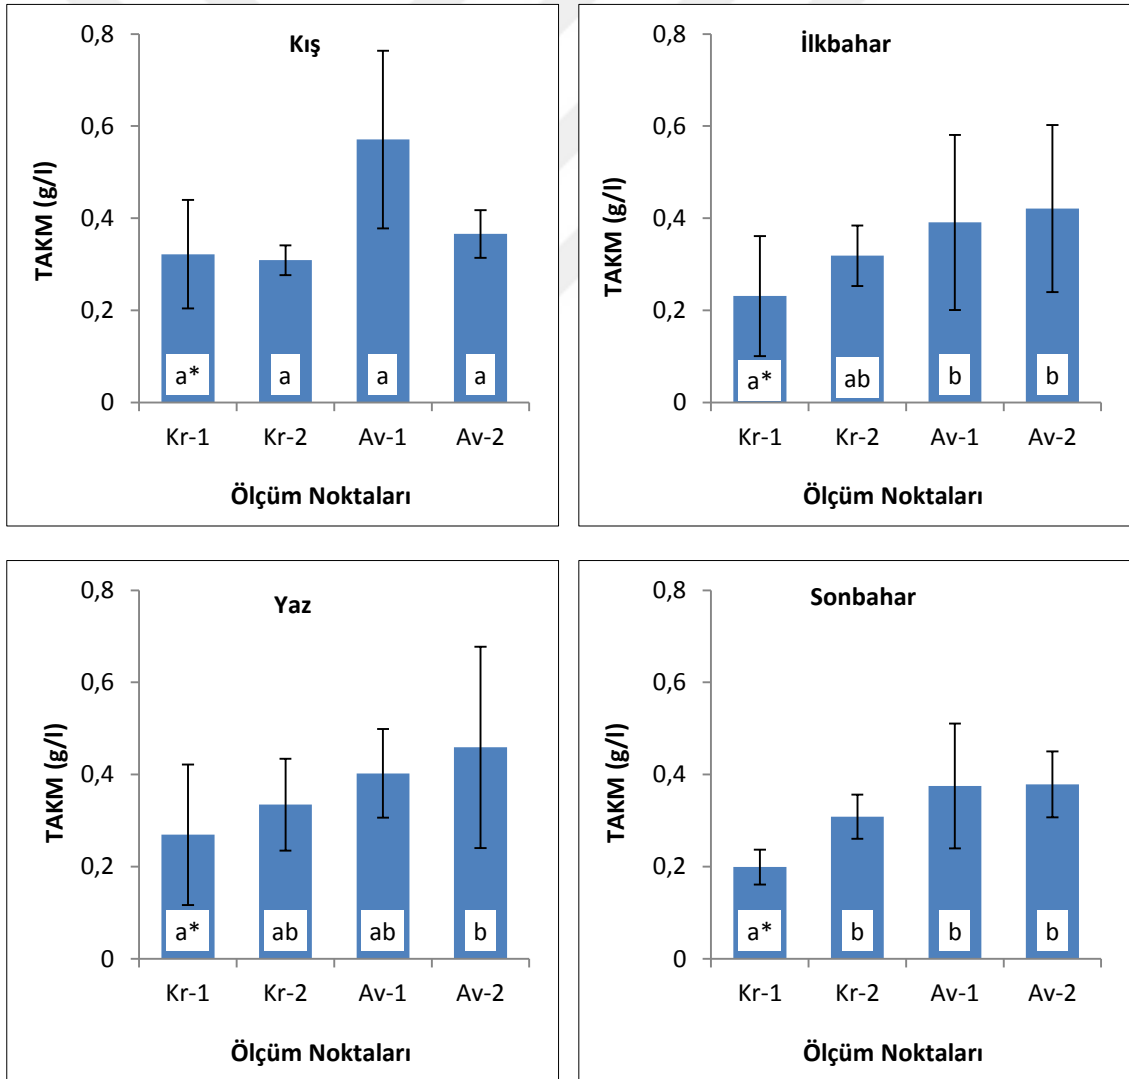 Kış
TAKM (g/l)
0,8
0,6
0,4
0,2
0
a* a a a
Kr-1 Kr-2 Av-1 Av-2
Ölçüm Noktaları
İlkbahar
TAKM (g/l)
0,8
0,6
0,4
0,2
0
a* ab b b
Kr-1 Kr-2 Av-1 Av-2
Ölçüm Noktaları
Yaz
TAKM (g/l)
0,8
0,6
0,4
0,2
0
a* ab ab b
Kr-1 Kr-2 Av-1 Av-2
Ölçüm Noktaları
Sonbahar
TAKM (g/l)
0,8
0,6
0,4
0,2
0
a* b b b
Kr-1 Kr-2 Av-1 Av-2
Ölçüm Noktaları